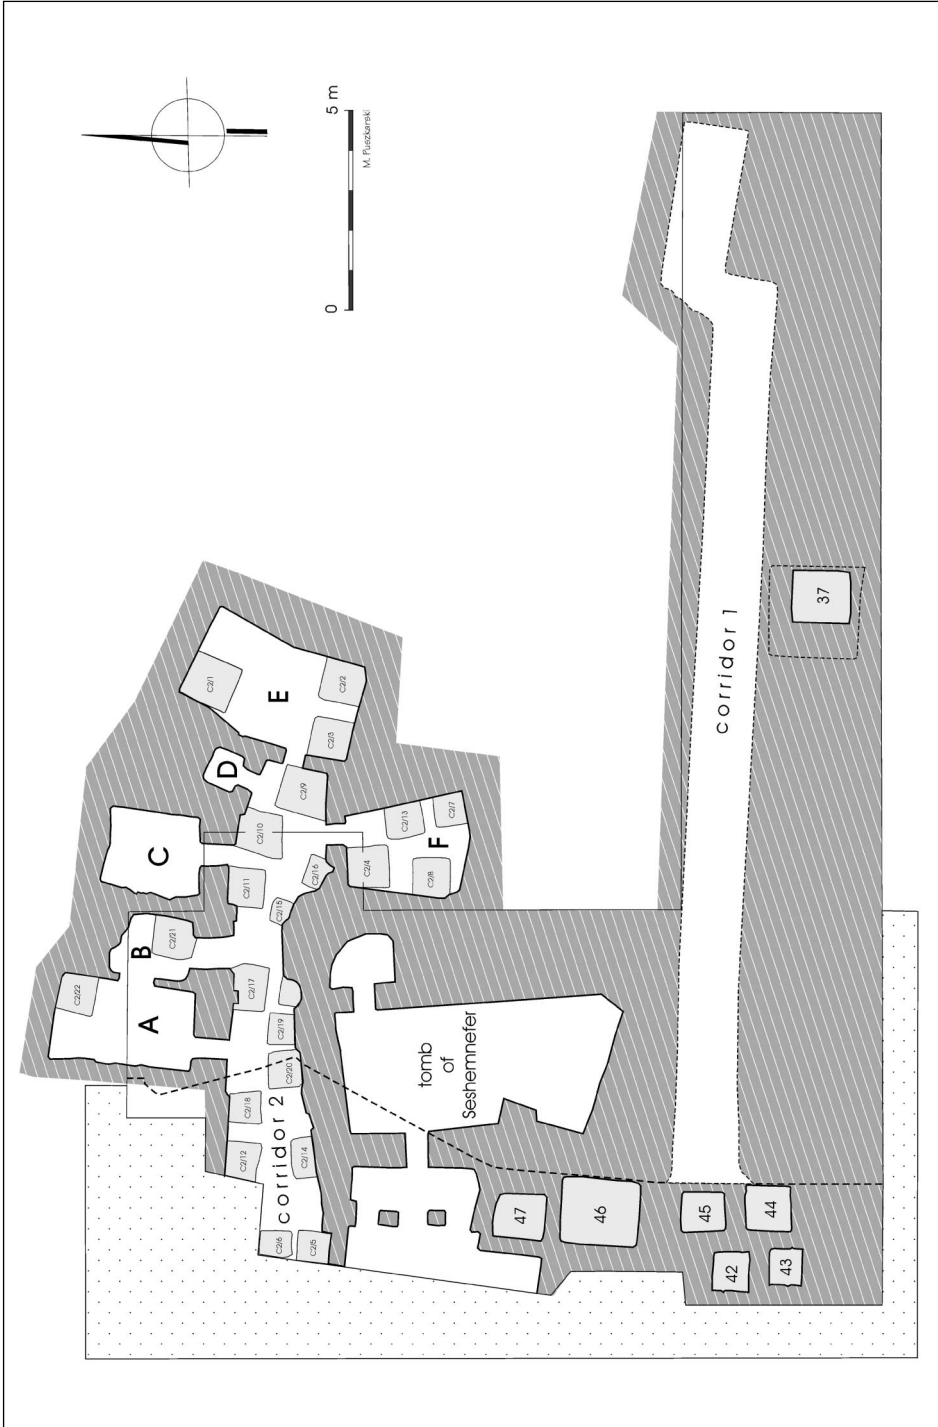 0
5 m
M. Puszkarski
C2/1
E
C2/2
C2/3
D
C2/9
C2/10
C
C2/11
C2/16
C2/15
C2/4
C2/13
C2/7
F
C2/8
B
C2/21
C2/22
A
C2/17
C2/19
C2/20
C2/18
C2/12
C2/14
corridor 2
C2/6
C2/5
tomb
of
Seshemnefer
corridor 1
37
47
46
45
44
42
43